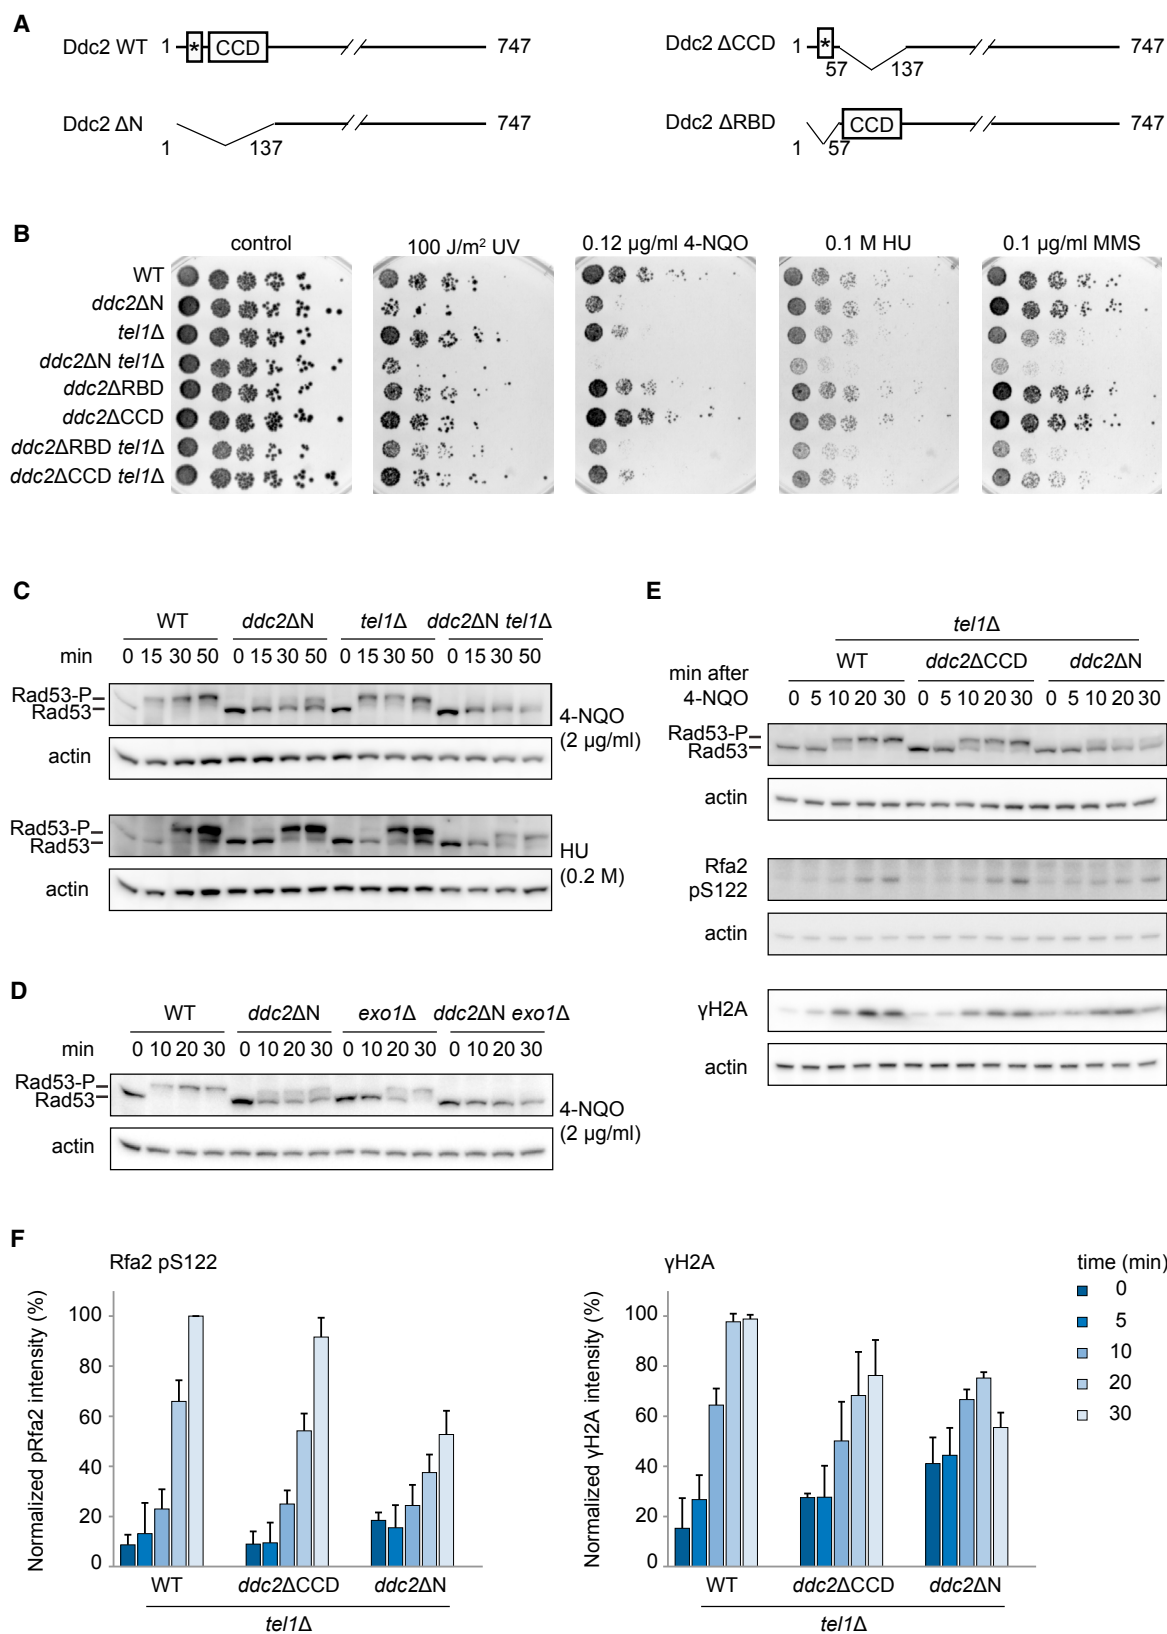 A
Ddc2 WT 1 * CCD 747
Ddc2 ΔCCD 1 * 57 137 747
Ddc2 ΔN 1 137 747
Ddc2 ΔRBD 1 57 CCD 747
B
control 100 J/m² UV 0.12 µg/ml 4-NQO 0.1 M HU 0.1 µg/ml MMS
WT
ddc2ΔN
tel1Δ
ddc2ΔN tel1Δ
ddc2ΔRBD
ddc2ΔCCD
ddc2ΔRBD tel1Δ
ddc2ΔCCD tel1Δ
C
WT ddc2ΔN tel1Δ ddc2ΔN tel1Δ
min 0 15 30 50 0 15 30 50 0 15 30 50 0 15 30 50
Rad53-P
Rad53
4-NQO
(2 µg/ml)
actin
Rad53-P
Rad53
HU
(0.2 M)
actin
D
WT ddc2ΔN exo1Δ ddc2ΔN exo1Δ
min 0 10 20 30 0 10 20 30 0 10 20 30 0 10 20 30
Rad53-P
Rad53
4-NQO
(2 µg/ml)
actin
E
tel1Δ
WT ddc2ΔCCD ddc2ΔN
min after
4-NQO
0 5 10 20 30 0 5 10 20 30 0 5 10 20 30
Rad53-P
Rad53
actin
Rfa2
pS122
actin
γH2A
actin
F
Rfa2 pS122
Normalized pRfa2 intensity (%)
100
80
60
40
20
0
WT ddc2ΔCCD ddc2ΔN
tel1Δ
γH2A
Normalized γH2A intensity (%)
100
80
60
40
20
0
WT ddc2ΔCCD ddc2ΔN
tel1Δ
time (min)
0
5
10
20
30